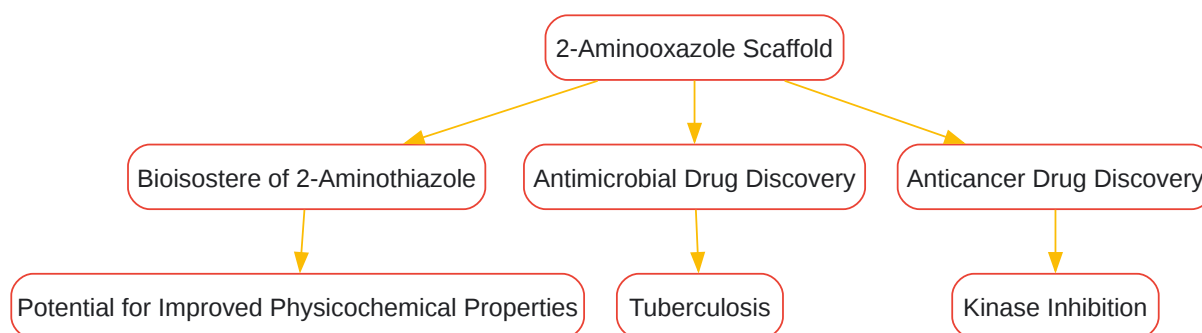 2-Aminooxazole Scaffold
Bioisostere of 2-Aminothiazole
Antimicrobial Drug Discovery
Anticancer Drug Discovery
Potential for Improved Physicochemical Properties
Tuberculosis
Kinase Inhibition